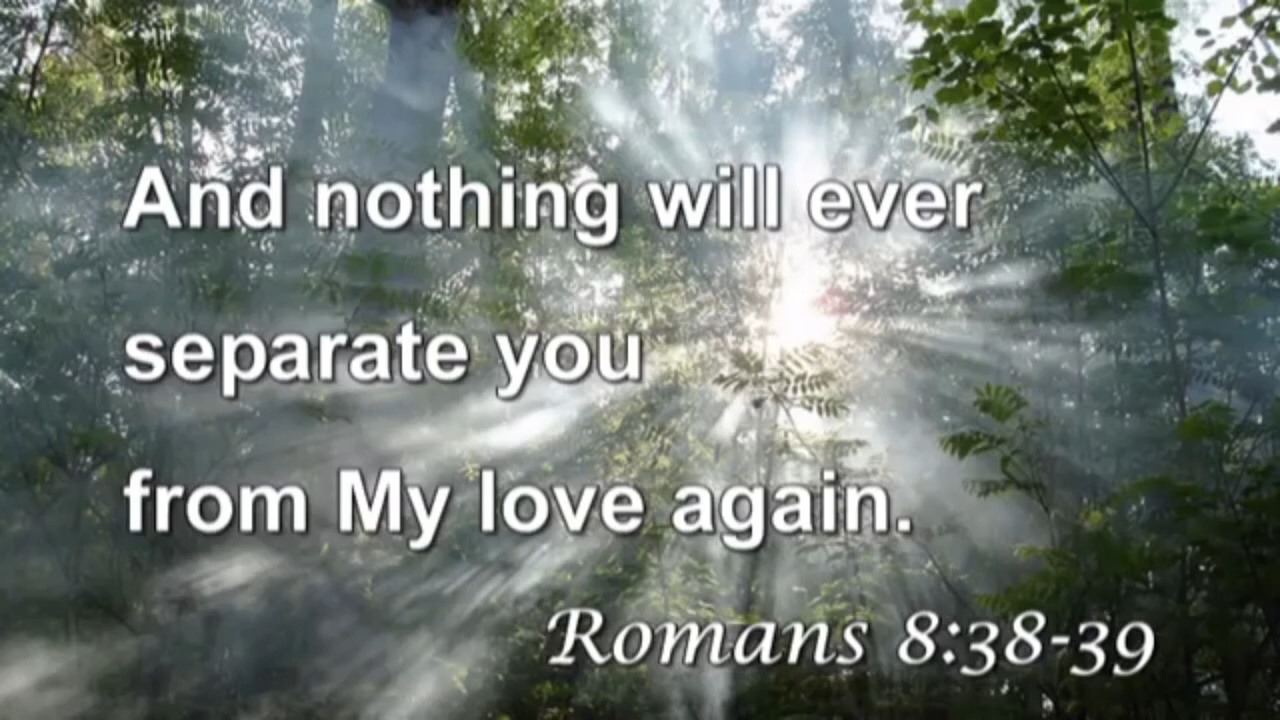 And nothing will ever
separate you
from My love again.
Romans 8:38-39